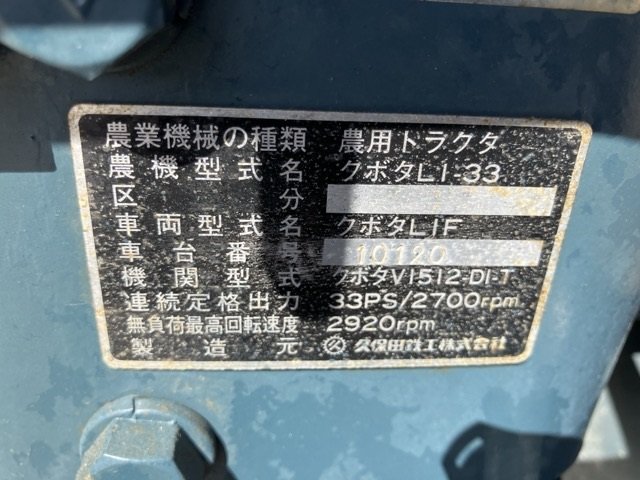 農業機械の種類 農用トラクタ
農機型式名 クボタL1-33
区分
車両型式名 クボタL1F
車台番号 10120
機関型式 クボタV1512-DI-T
連続定格出力 33PS/2700rpm
無負荷最高回転速度 2920rpm
製造元 久保田鉄工株式会社